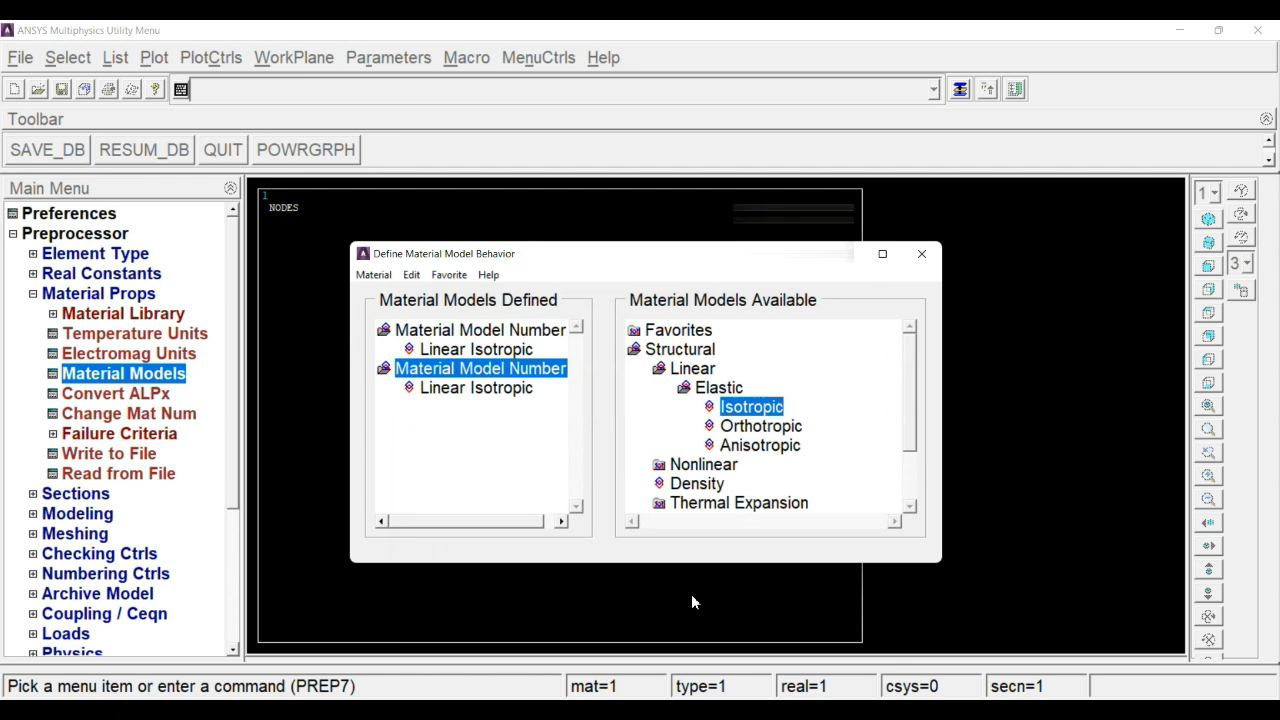 ANSYS Multiphysics Utility Menu
File Select List Plot PlotCtrls WorkPlane Parameters Macro MenuCtrls Help
Toolbar
SAVE_DB RESUM_DB QUIT POWRGRPH
Main Menu
Preferences
Preprocessor
Element Type
Real Constants
Material Props
Material Library
Temperature Units
Electromag Units
Material Models
Convert ALPx
Change Mat Num
Failure Criteria
Write to File
Read from File
Sections
Modeling
Meshing
Checking Ctrls
Numbering Ctrls
Archive Model
Coupling / Ceqn
Loads
Physics
1
NODES
Define Material Model Behavior
Material Edit Favorite Help
Material Models Defined
Material Model Number
Linear Isotropic
Material Model Number
Linear Isotropic
Material Models Available
Favorites
Structural
Linear
Elastic
Isotropic
Orthotropic
Anisotropic
Nonlinear
Density
Thermal Expansion
1
3
Pick a menu item or enter a command (PREP7)
mat=1
type=1
real=1
csys=0
secn=1